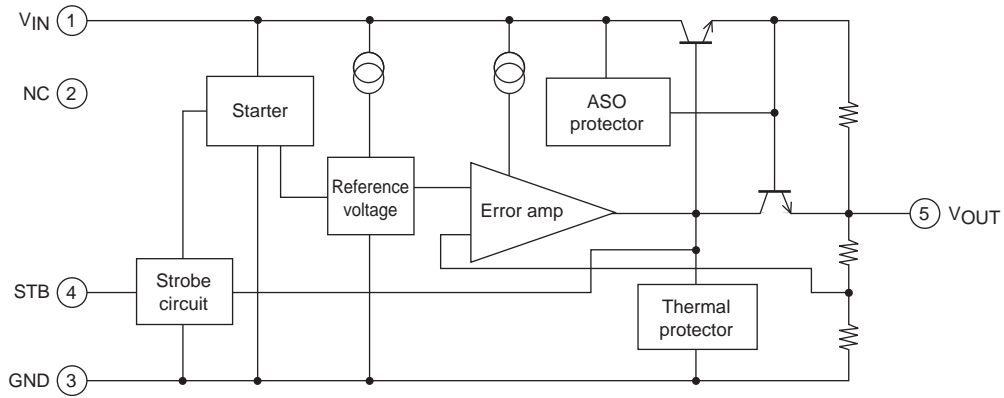 VIN 1
NC 2
Starter
ASO
protector
Reference
voltage
Error amp
5 VOUT
STB 4
Strobe
circuit
Thermal
protector
GND 3